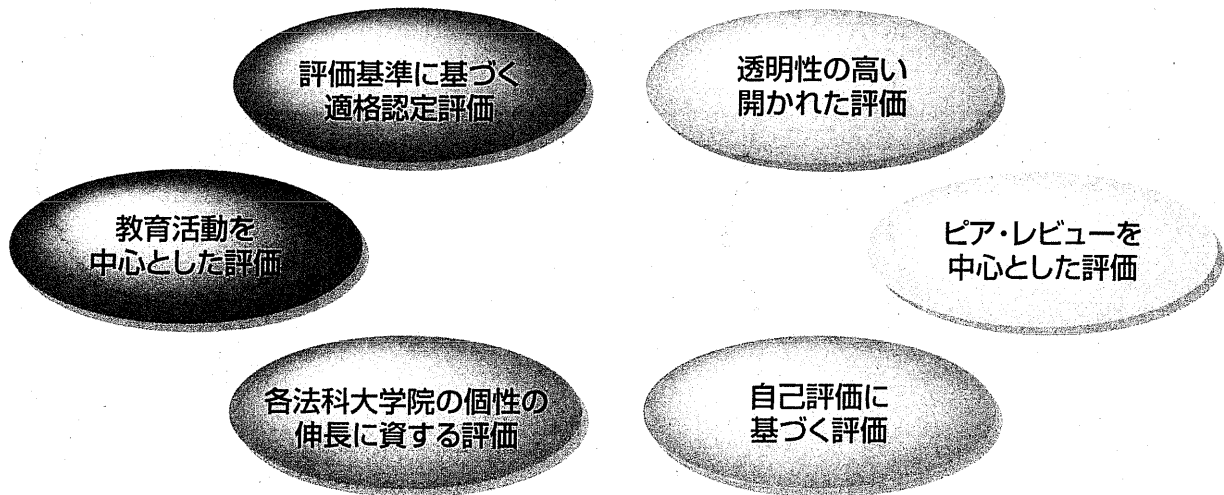 評価基準に基づく
適格認定評価
透明性の高い
開かれた評価
教育活動を
中心とした評価
ピア・レビューを
中心とした評価
各法科大学院の個性の
伸長に資する評価
自己評価に
基づく評価